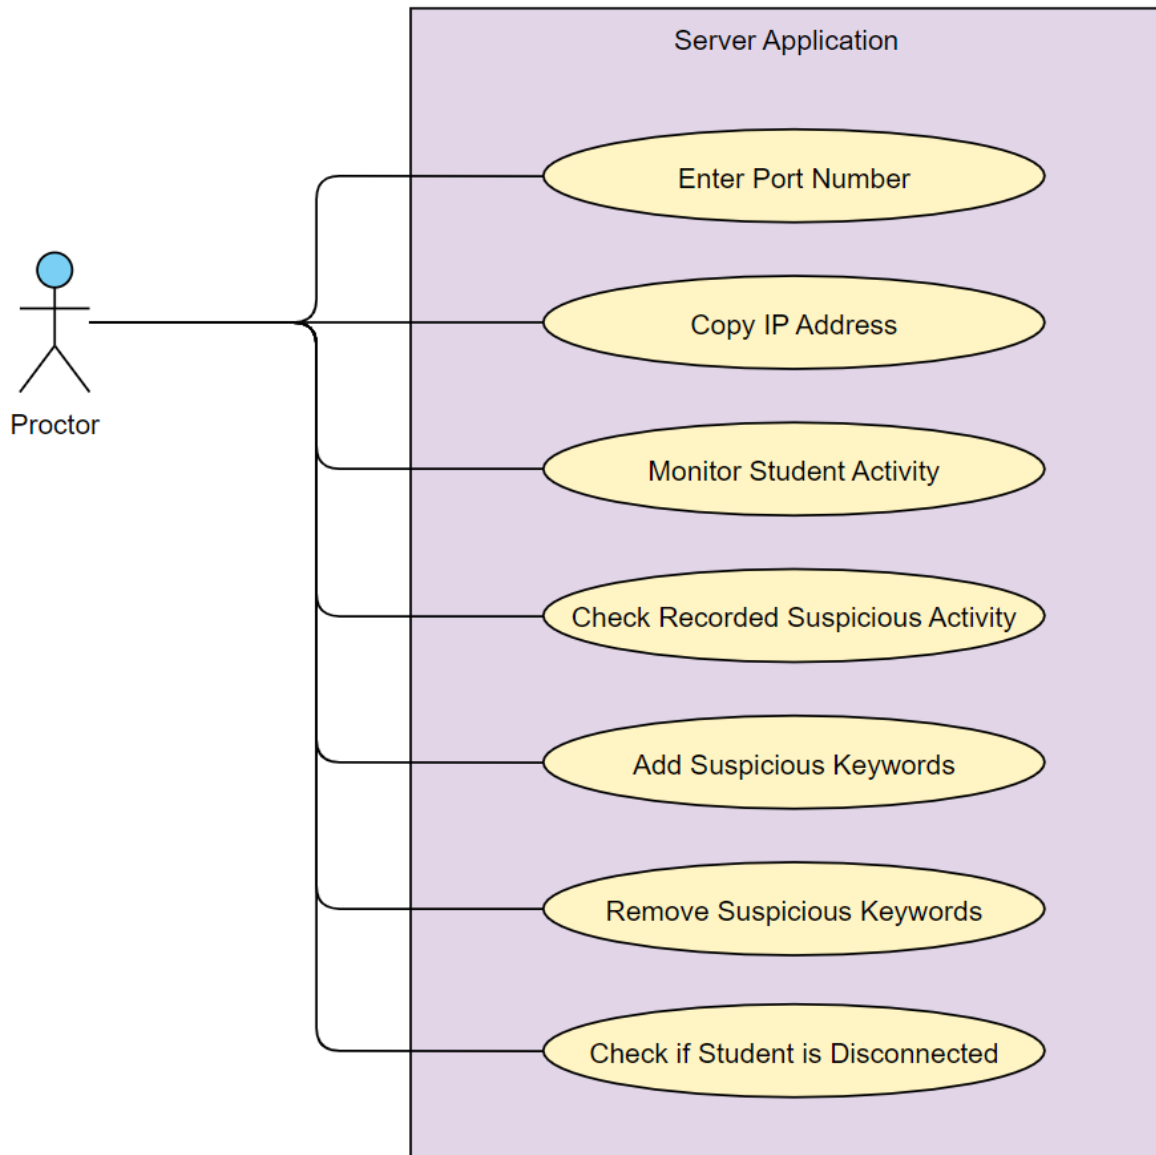 Server Application
Enter Port Number
Copy IP Address
Proctor
Monitor Student Activity
Check Recorded Suspicious Activity
Add Suspicious Keywords
Remove Suspicious Keywords
Check if Student is Disconnected